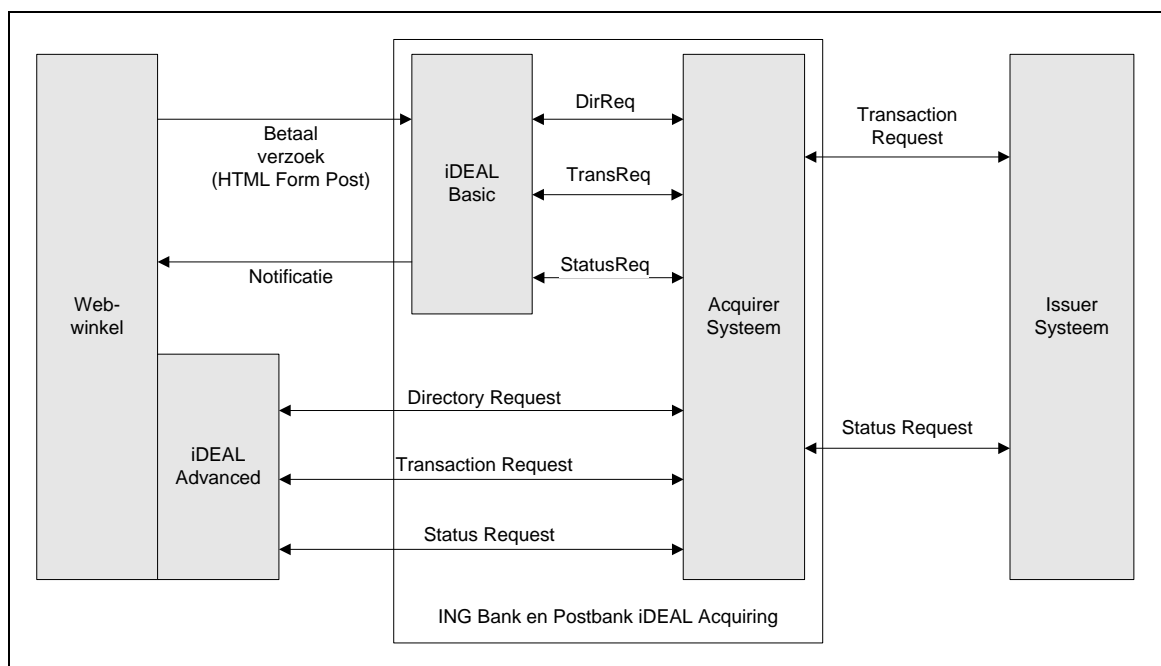 DirReq
Transaction
Request
Betaal
verzoek
(HTML Form Post)
iDEAL
Basic
TransReq
StatusReq
Notificatie
Web-
winkel
Acquirer
Systeem
Issuer
Systeem
Directory Request
Status Request
iDEAL
Advanced
Transaction Request
Status Request
ING Bank en Postbank iDEAL Acquiring